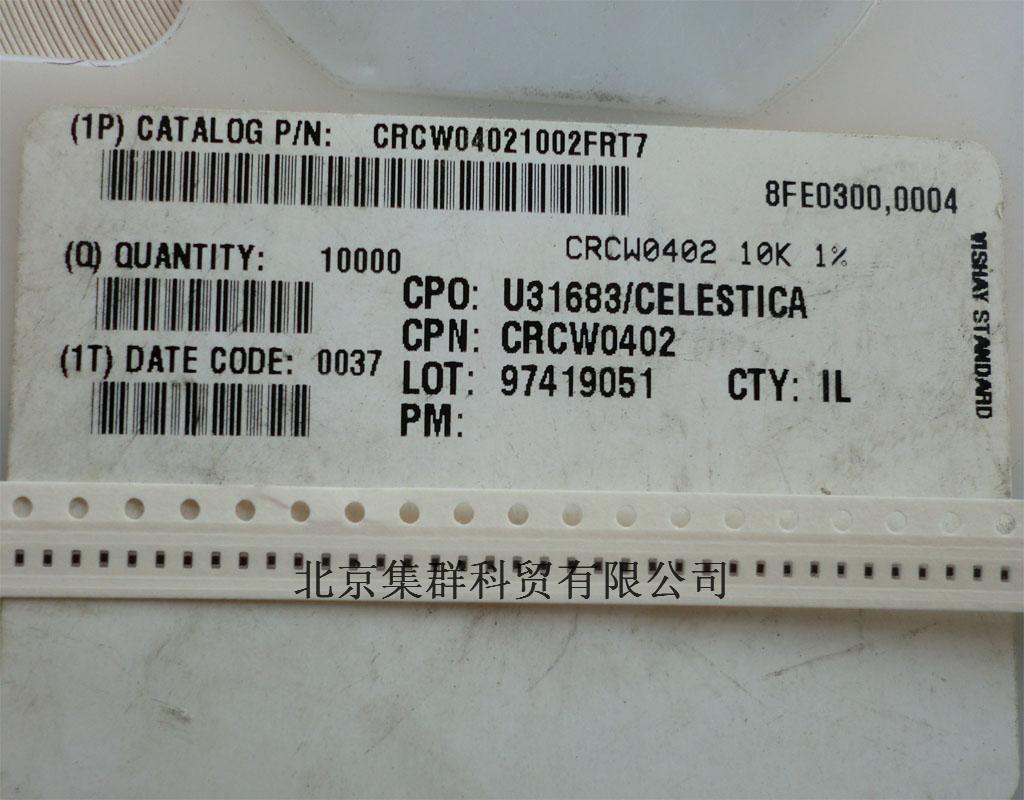 (1P) CATALOG P/N: CRCW04021002FRT7
8FE0300,0004
(Q) QUANTITY: 10000
CRCW0402 10K 1%
CPO: U31683/CELESTICA
CPN: CRCW0402
(1T) DATE CODE: 0037
LOT: 97419051 CTY: IL
PM:
VISHAY STANDARD
北京集群科贸有限公司